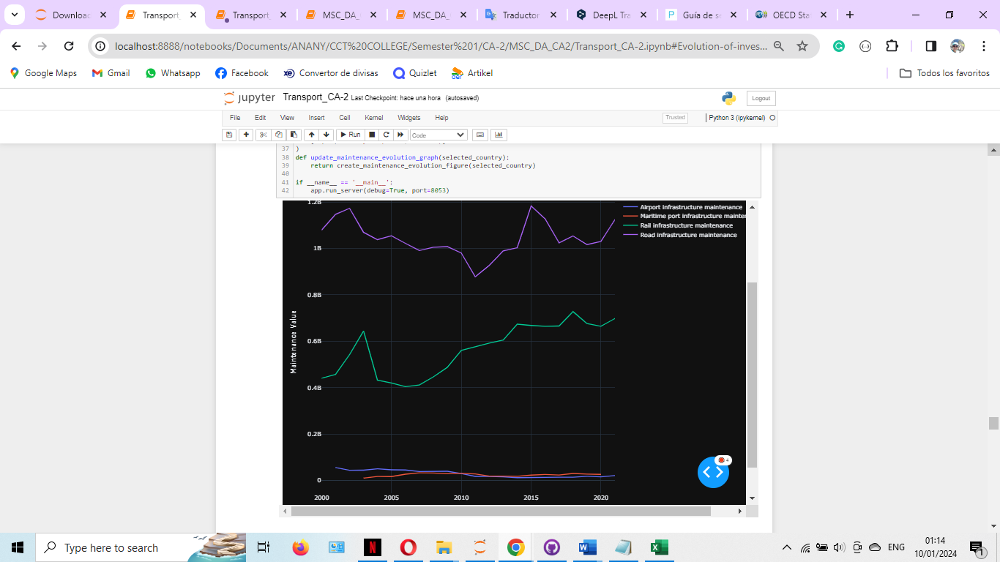 Downloac
Transport_
Transport_
MSC_DA_
MSC_DA_
Traductor
DeepL Tra
Guía de s
OECD Sta
localhost:8888/notebooks/Documents/ANANY/CCT%20COLLEGE/Semester%201/CA-2/MSC_DA_CA2/Transport_CA-2.ipynb#Evolution-of-inves...
Google Maps
Gmail
Whatsapp
Facebook
Convertor de divisas
Quizlet
Artikel
Todos los favoritos
jupyter Transport_CA-2 Last Checkpoint: hace una hora (autosaved)
Logout
File Edit View Insert Cell Kernel Widgets Help
Trusted
Python 3 (ipykernel)
Run
Code
37 )
38 def update_maintenance_evolution_graph(selected_country):
39     return create_maintenance_evolution_figure(selected_country)
40
41 if __name__ == '__main__':
42     app.run_server(debug=True, port=8053)
1.2B
1B
0.8B
0.6B
0.4B
0.2B
0
Maintenance Value
2000 2005 2010 2015 2020
Airport infrastructure maintenance
Maritime port infrastructure mainter
Rail infrastructure maintenance
Road infrastructure maintenance
4
Type here to search
ENG
01:14
10/01/2024
1